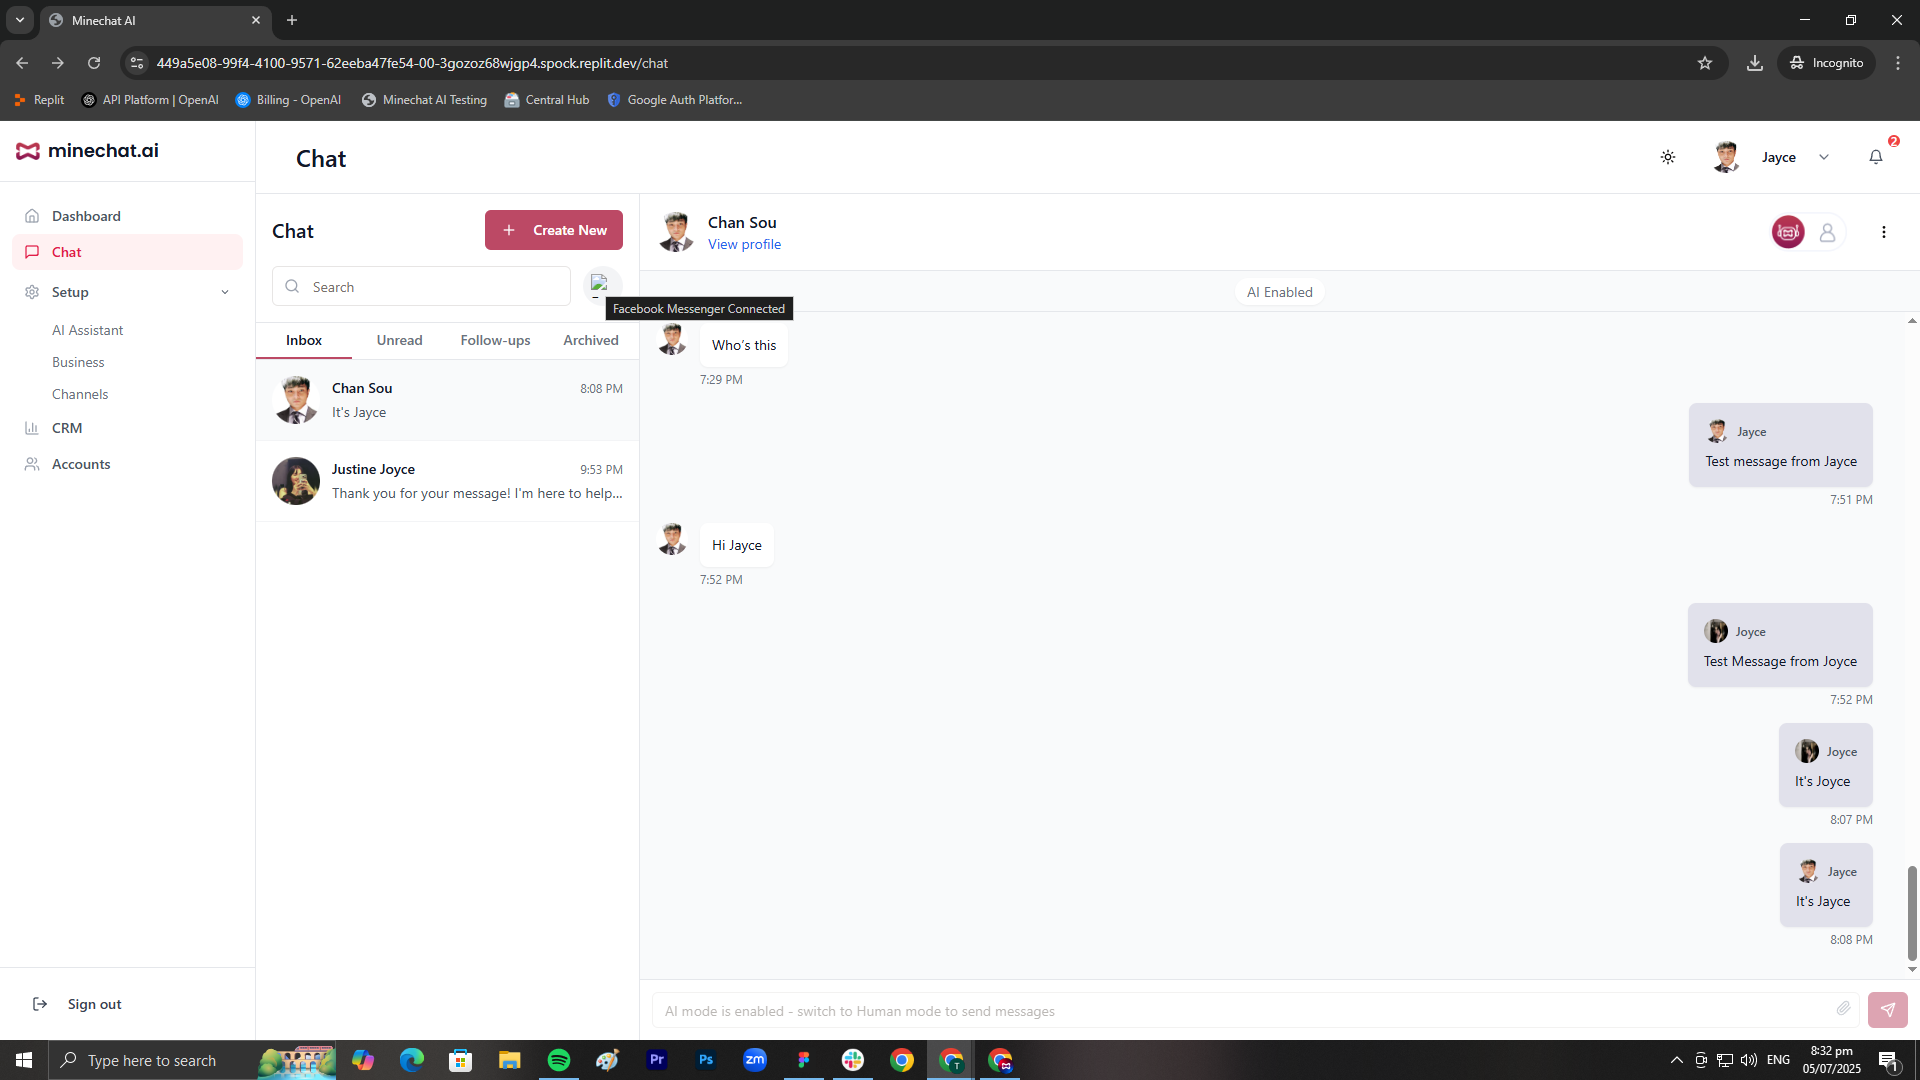 Minechat AI
449a5e08-99f4-4100-9571-62eeba47fe54-00-3gozoz68wjgp4.spock.replit.dev/chat
Incognito
Replit
API Platform | OpenAI
Billing - OpenAI
Minechat AI Testing
Central Hub
Google Auth Platfor...
minechat.ai
Chat
Jayce
2
Dashboard
Chat
Setup
AI Assistant
Business
Channels
CRM
Accounts
Sign out
Chat
+ Create New
Search
Facebook Messenger Connected
Inbox
Unread
Follow-ups
Archived
Chan Sou
8:08 PM
It's Jayce
Justine Joyce
9:53 PM
Thank you for your message! I'm here to help...
Chan Sou
View profile
AI Enabled
Who's this
7:29 PM
Jayce
Test message from Jayce
7:51 PM
Hi Jayce
7:52 PM
Joyce
Test Message from Joyce
7:52 PM
Joyce
It's Joyce
8:07 PM
Jayce
It's Jayce
8:08 PM
AI mode is enabled - switch to Human mode to send messages
Type here to search
Pr
Ps
zm
T
ENG
8:32 pm
05/07/2025
1